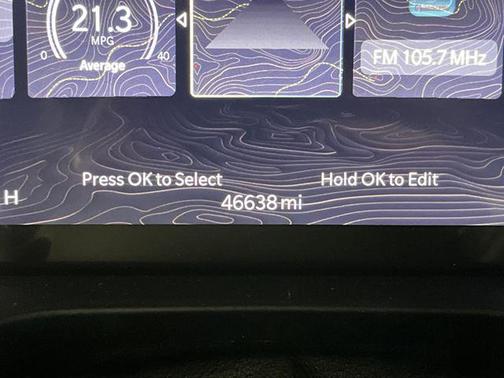 21.3
MPG
0 40
Average
FM 105.7 MHz
Press OK to Select
Hold OK to Edit
H
46638 mi